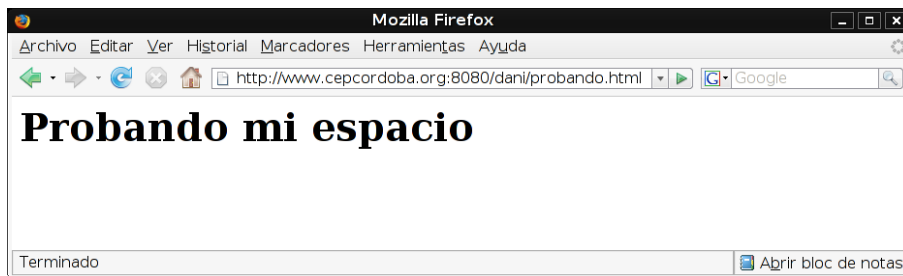 Mozilla Firefox
Archivo Editar Ver Historial Marcadores Herramientas Ayuda
http://www.cepcordoba.org:8080/dani/probando.html G Google
Probando mi espacio
Terminado Abrir bloc de notas